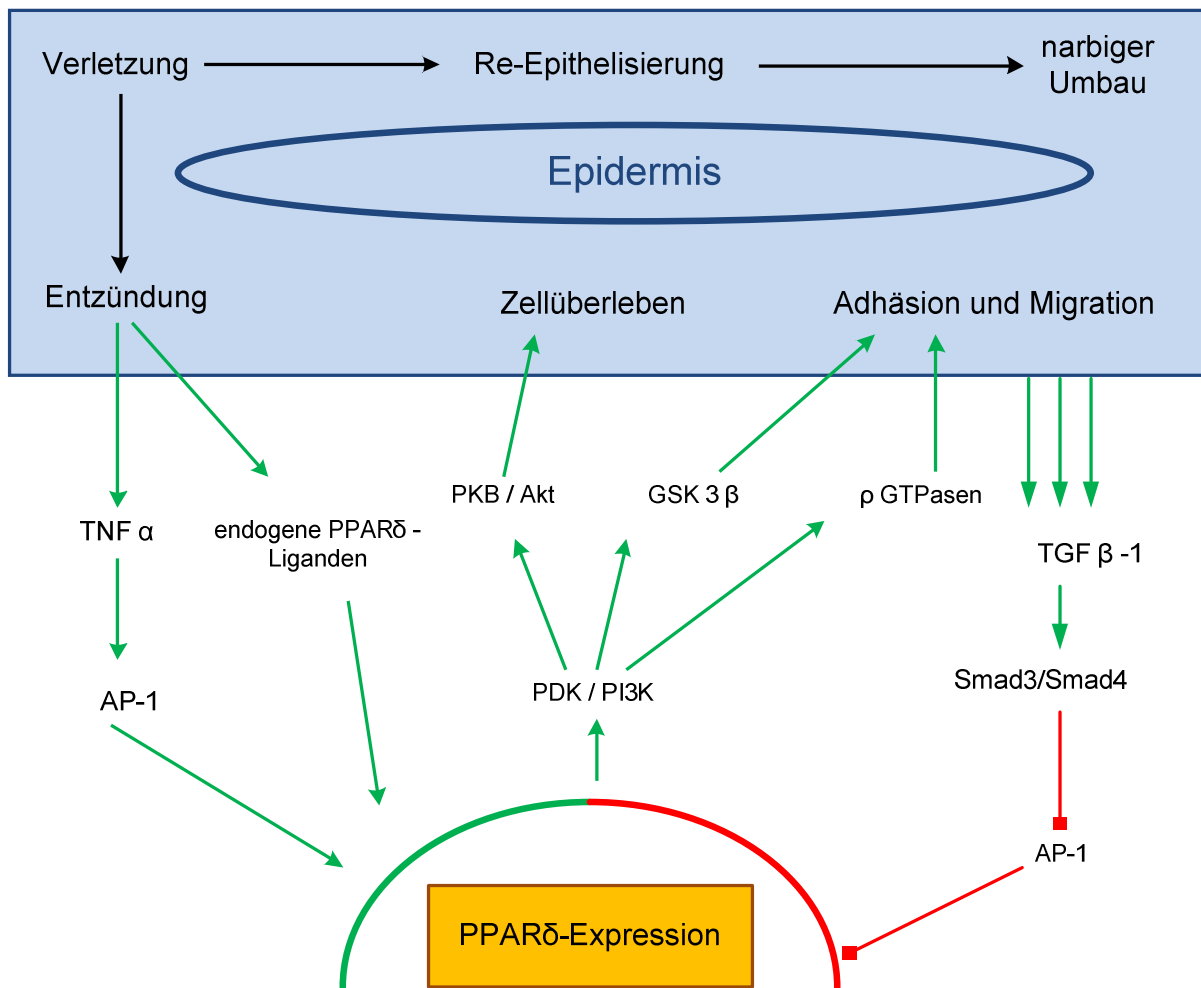 Verletzung
Re-Epithelisierung
narbiger
Umbau
Epidermis
Entzündung
Zellüberleben
Adhäsion und Migration
PKB / Akt
GSK 3 β
ρ GTPasen
TNF α
endogene PPARδ -
Liganden
TGF β -1
AP-1
PDK / PI3K
Smad3/Smad4
AP-1
PPARδ-Expression